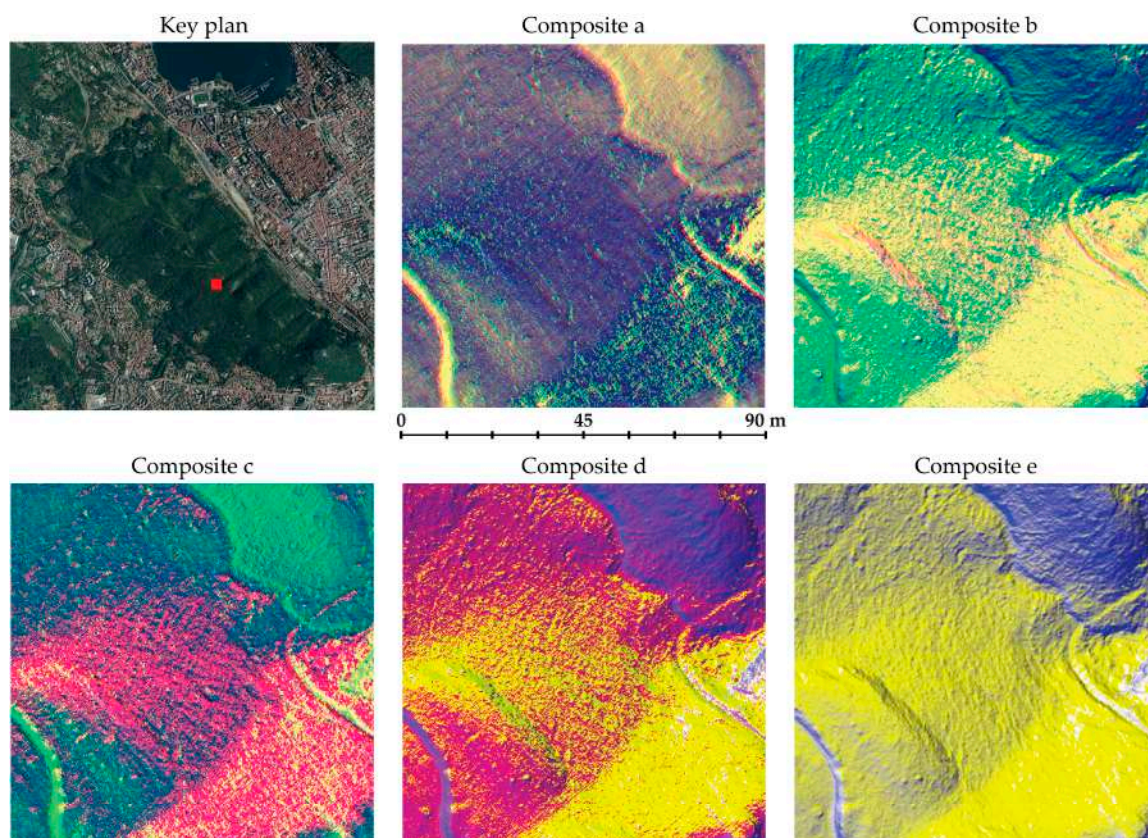 Key plan
Composite a
Composite b
0 45 90 m
Composite c
Composite d
Composite e